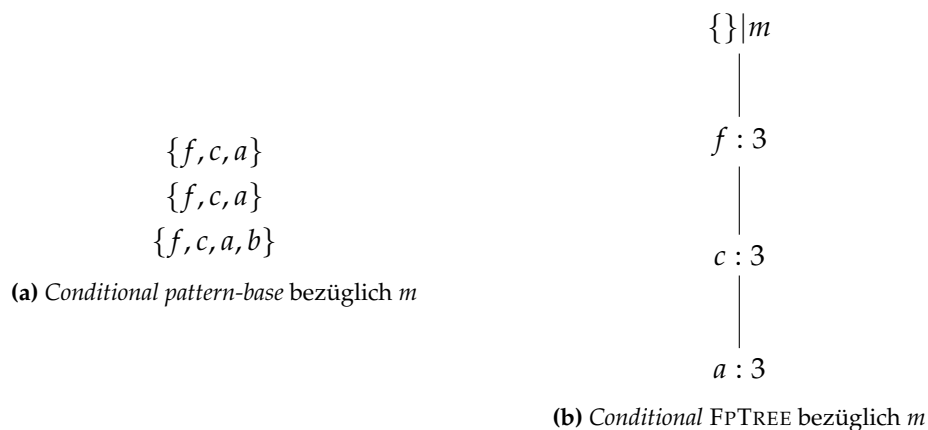 {f, c, a}
{f, c, a}
{f, c, a, b}
(a) Conditional pattern-base bezüglich m
{}|m
f : 3
c : 3
a : 3
(b) Conditional FPTREE bezüglich m